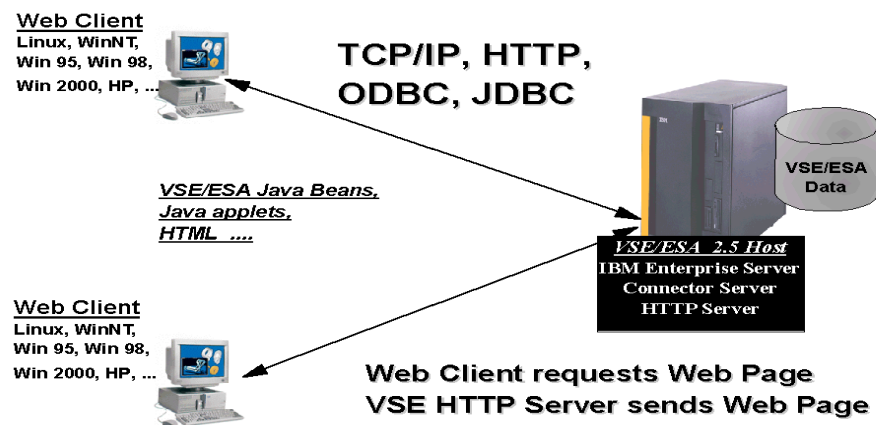 Web Client
Linux, WinNT,
Win 95, Win 98,
Win 2000, HP, ...
TCP/IP, HTTP,
ODBC, JDBC
VSE/ESA
Data
VSE/ESA Java Beans,
Java applets,
HTML ....
VSE/ESA 2.5 Host
IBM Enterprise Server
Connector Server
HTTP Server
Web Client
Linux, WinNT,
Win 95, Win 98,
Win 2000, HP, ...
Web Client requests Web Page
VSE HTTP Server sends Web Page